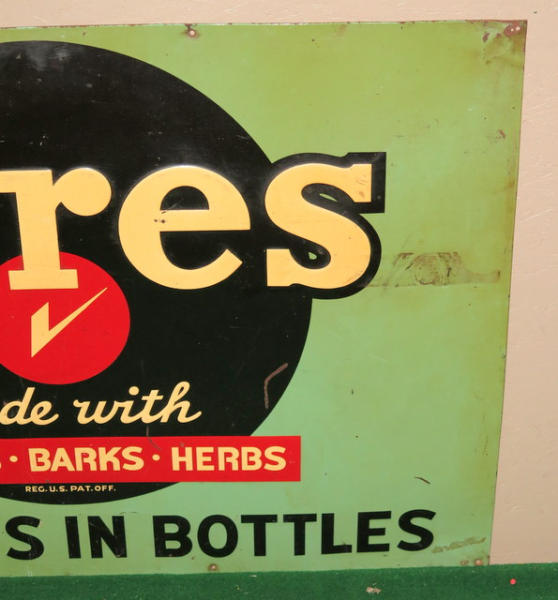 res
de with
S · BARKS · HERBS
REG. U.S. PAT. OFF.
S IN BOTTLES